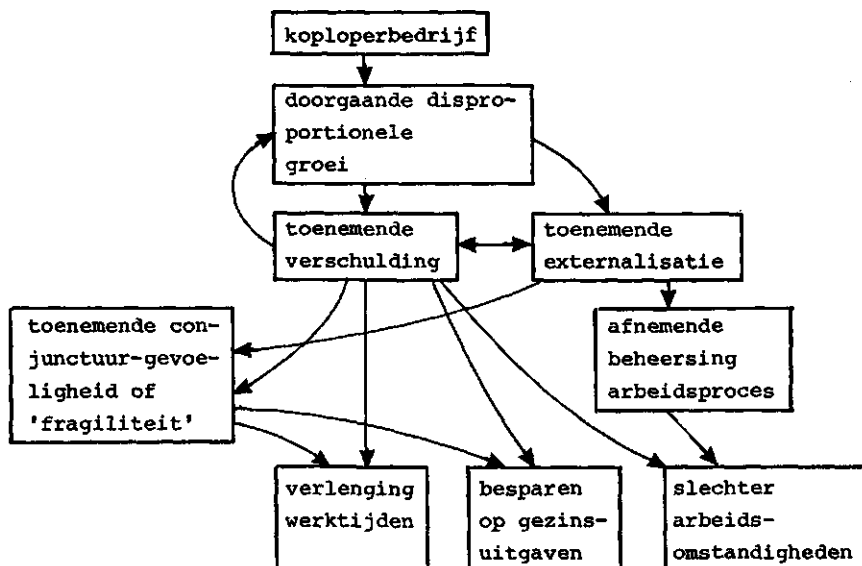 koploperbedrijf
doorgaande dispro-
portionele
groei
toenemende
verschulding
toenemende
externalisatie
toenemende con-
junctuur-gevoe-
ligheid of
'fragiliteit'
afnemende
beheersing
arbeidsproces
verlenging
werktijden
besparen
op gezins-
uitgaven
slechter
arbeids-
omstandigheden